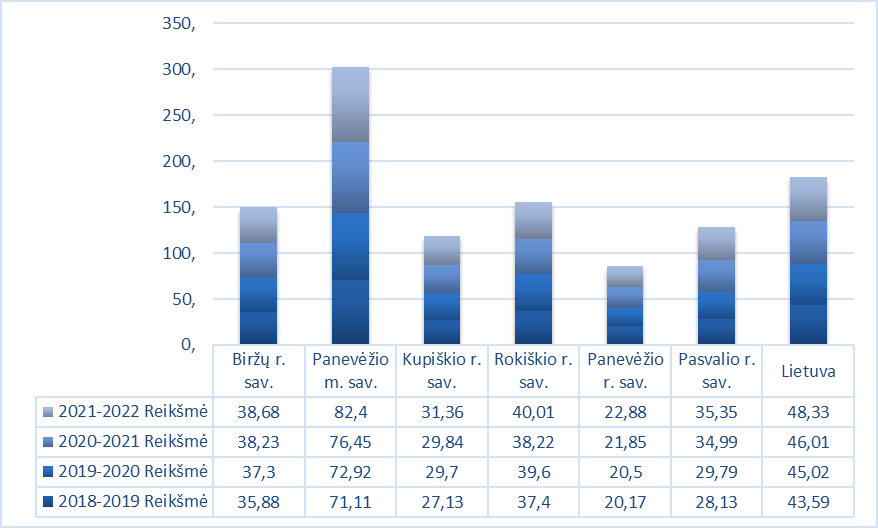 350,
300,
250,
200,
150,
100,
50,
0,
Biržų r. sav.
Panevėžio m. sav.
Kupiškio r. sav.
Rokiškio r. sav.
Panevėžio r. sav.
Pasvalio r. sav.
Lietuva
2021-2022 Reikšmė 38,68 82,4 31,36 40,01 22,88 35,35 48,33
2020-2021 Reikšmė 38,23 76,45 29,84 38,22 21,85 34,99 46,01
2019-2020 Reikšmė 37,3 72,92 29,7 39,6 20,5 29,79 45,02
2018-2019 Reikšmė 35,88 71,11 27,13 37,4 20,17 28,13 43,59